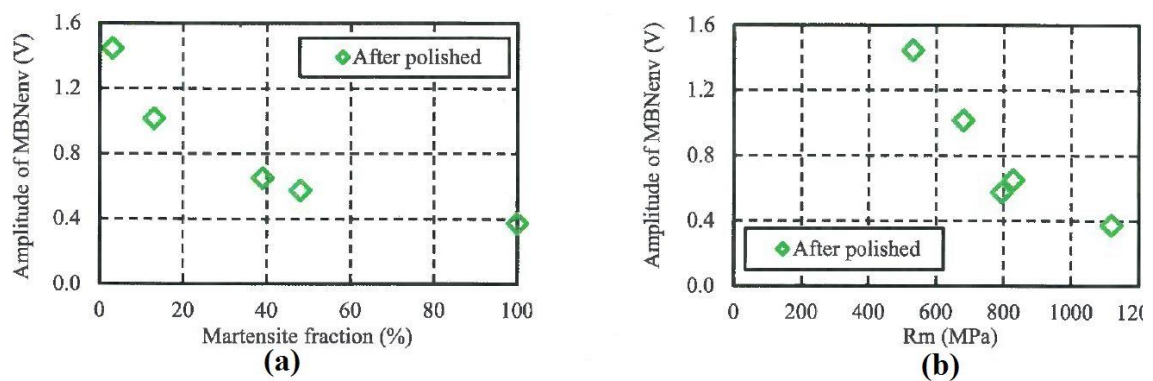 Amplitude of MBNenv (V)
1.6
1.2
0.8
0.4
0.0
After polished
0
20
40
60
80
100
Martensite fraction (%)
(a)
Amplitude of MBNenv (V)
1.6
1.2
0.8
0.4
0.0
After polished
0
200
400
600
800
1000
120
Rm (MPa)
(b)